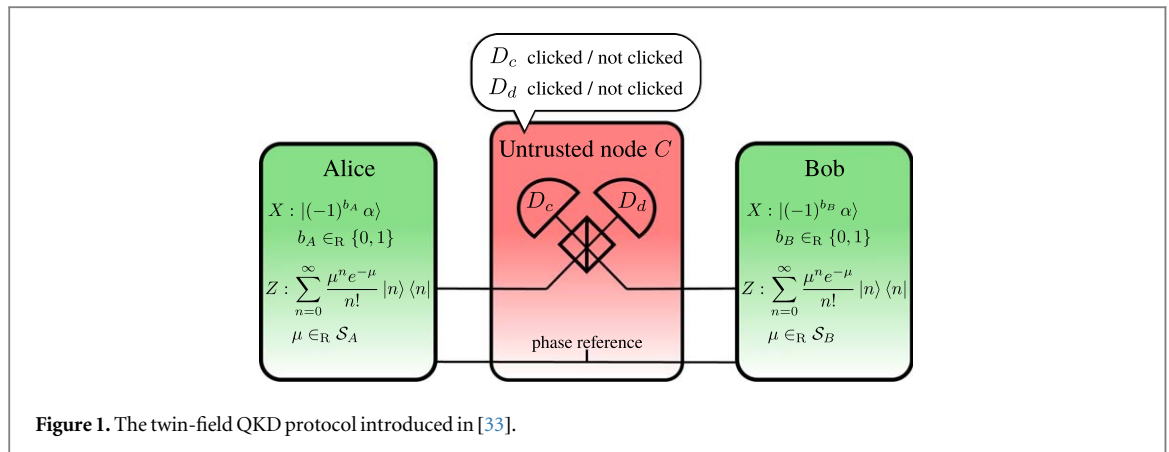 D_c clicked / not clicked
D_d clicked / not clicked
Alice
X : |(−1)^{b_A} α⟩
b_A ∈_R {0, 1}
Z : ∑_{n=0}^{∞} \frac{μ^n e^{−μ}}{n!} |n⟩ ⟨n|
μ ∈_R 𝒮_A
Untrusted node C
D_c
D_d
phase reference
Bob
X : |(−1)^{b_B} α⟩
b_B ∈_R {0, 1}
Z : ∑_{n=0}^{∞} \frac{μ^n e^{−μ}}{n!} |n⟩ ⟨n|
μ ∈_R 𝒮_B
Figure 1. The twin-field QKD protocol introduced in [33].